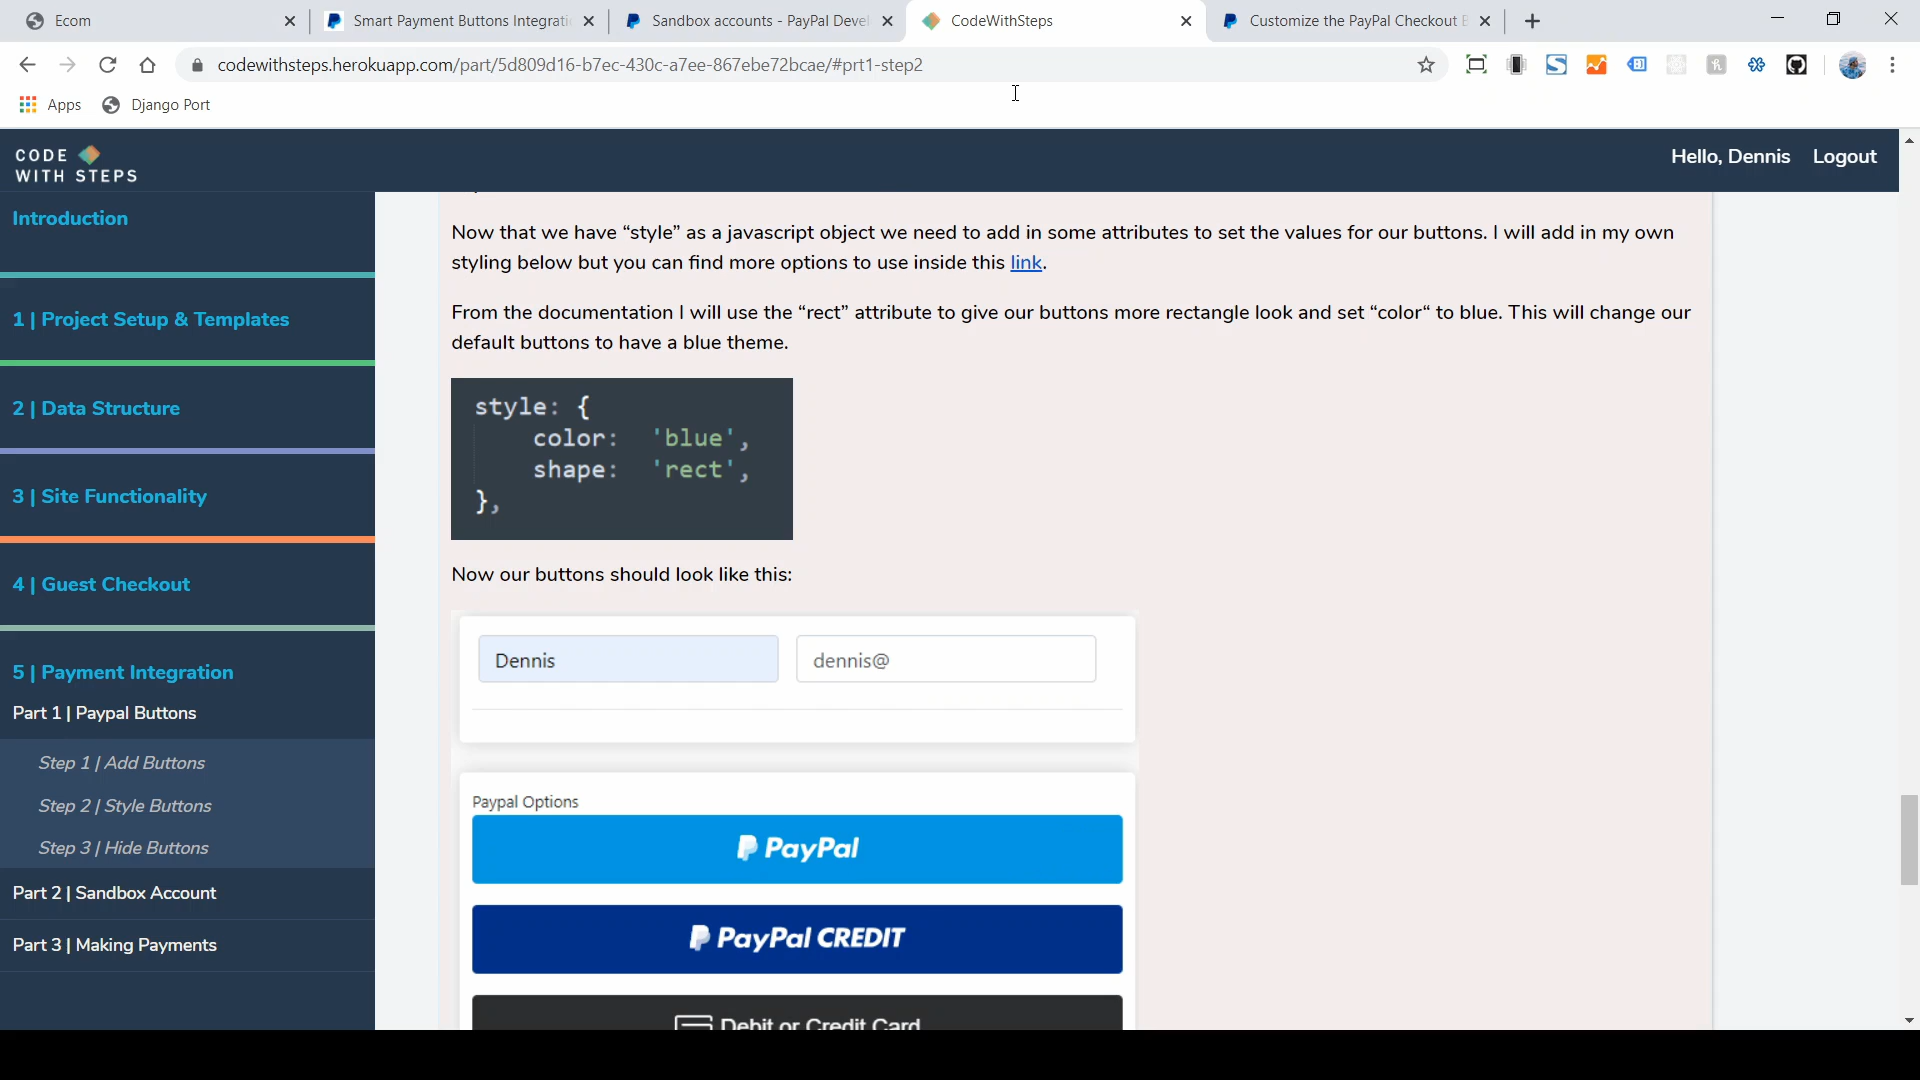 Ecom
Smart Payment Buttons Integrati
Sandbox accounts - PayPal Devel
CodeWithSteps
Customize the PayPal Checkout B
codewithsteps.herokuapp.com/part/5d809d16-b7ec-430c-a7ee-867ebe72bcae/#prt1-step2
Apps
Django Port
CODE
WITH STEPS
Hello, Dennis
Logout
Introduction
1 | Project Setup & Templates
2 | Data Structure
3 | Site Functionality
4 | Guest Checkout
5 | Payment Integration
Part 1 | Paypal Buttons
Step 1 | Add Buttons
Step 2 | Style Buttons
Step 3 | Hide Buttons
Part 2 | Sandbox Account
Part 3 | Making Payments
Now that we have “style” as a javascript object we need to add in some attributes to set the values for our buttons. I will add in my own
styling below but you can find more options to use inside this link.
From the documentation I will use the “rect” attribute to give our buttons more rectangle look and set “color“ to blue. This will change our
default buttons to have a blue theme.
style: {
color: 'blue',
shape: 'rect',
},
Now our buttons should look like this:
Dennis
dennis@
Paypal Options
PayPal
PayPal CREDIT
Debit or Credit Card